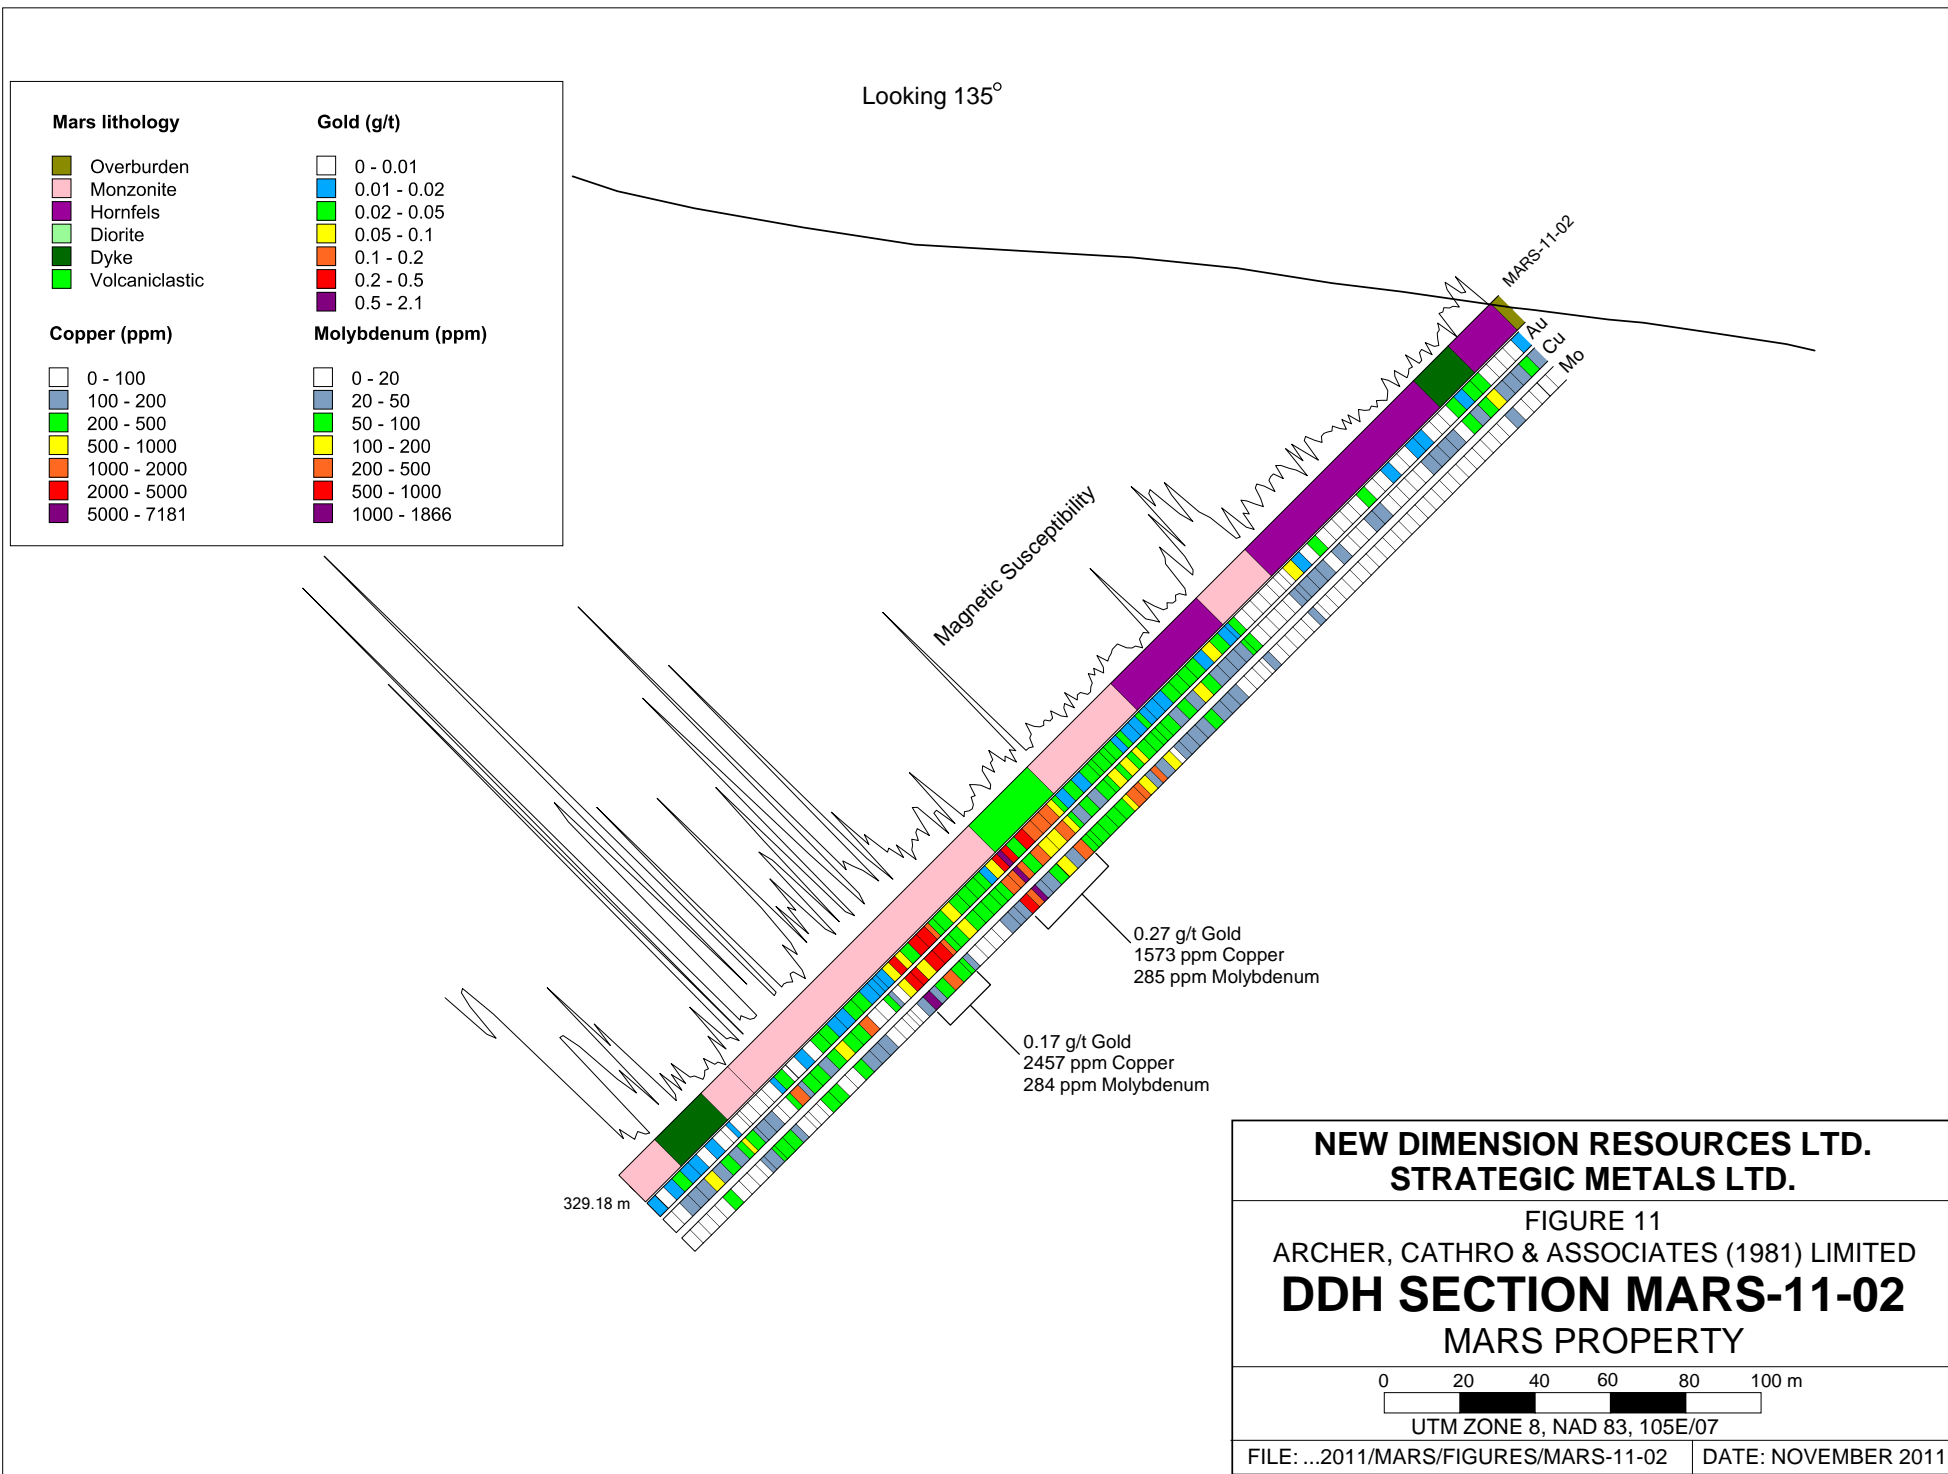 Looking 135°
Mars lithology
Overburden
Monzonite
Hornfels
Diorite
Dyke
Volcaniclastic
Gold (g/t)
0 - 0.01
0.01 - 0.02
0.02 - 0.05
0.05 - 0.1
0.1 - 0.2
0.2 - 0.5
0.5 - 2.1
Copper (ppm)
0 - 100
100 - 200
200 - 500
500 - 1000
1000 - 2000
2000 - 5000
5000 - 7181
Molybdenum (ppm)
0 - 20
20 - 50
50 - 100
100 - 200
200 - 500
500 - 1000
1000 - 1866
MARS-11-02
Au
Cu
Mo
Magnetic Susceptibility
0.27 g/t Gold
1573 ppm Copper
285 ppm Molybdenum
0.17 g/t Gold
2457 ppm Copper
284 ppm Molybdenum
329.18 m
NEW DIMENSION RESOURCES LTD.
STRATEGIC METALS LTD.
FIGURE 11
ARCHER, CATHRO & ASSOCIATES (1981) LIMITED
DDH SECTION MARS-11-02
MARS PROPERTY
0 20 40 60 80 100 m
UTM ZONE 8, NAD 83, 105E/07
FILE: ...2011/MARS/FIGURES/MARS-11-02 DATE: NOVEMBER 2011